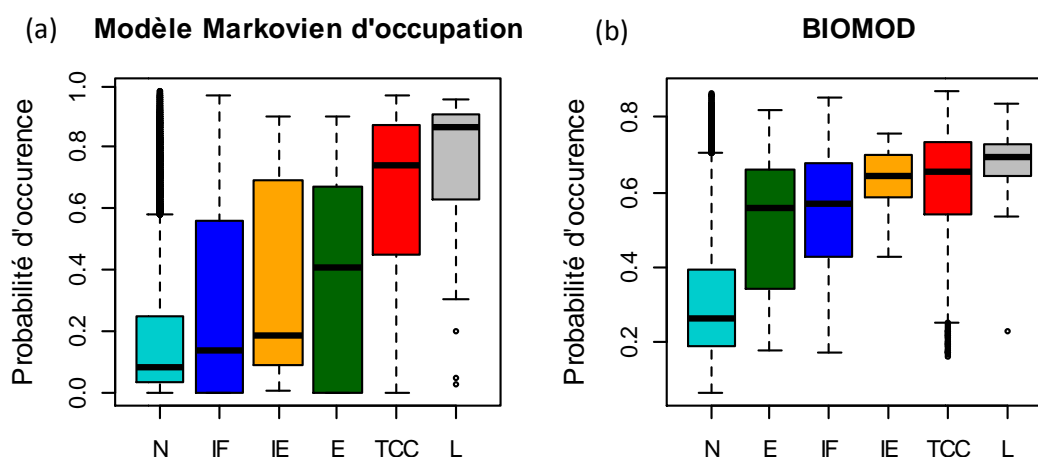 (a) Modèle Markovien d'occupation
Probabilité d'occurence
1.0
0.8
0.6
0.4
0.2
0.0
N IF IE E TCC L
(b) BIOMOD
Probabilité d'occurence
0.8
0.6
0.4
0.2
N E IF IE TCC L